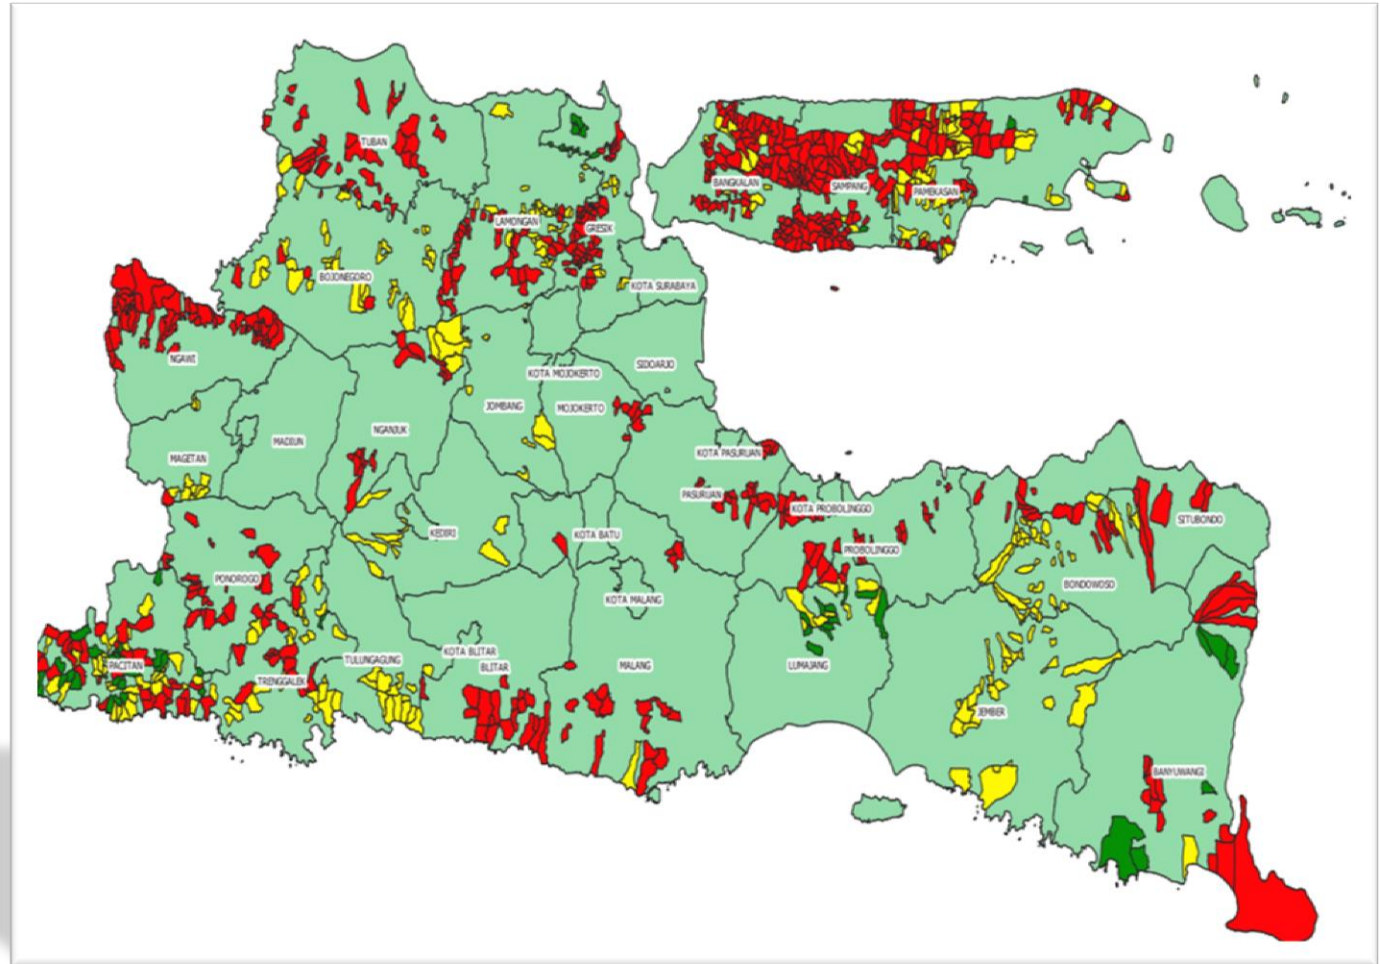 TUBAN
BANGKALAN
SAMPANG
PAMEKASAN
LAMONGAN
GRESIK
BOJONEGORO
KOTA SURABAYA
NGAWI
SIDOARJO
KOTA MOJOKERTO
JOMBANG
MOJOKERTO
NGANJUK
MADIUN
MAGETAN
KOTA PASURUAN
PASURUAN
KOTA PROBOLINGGO
SITUBONDO
KEDIRI
KOTA BATU
PROBOLINGGO
PONOROGO
BONDOWOSO
KOTA MALANG
KOTA BLITAR
TULUNGAGUNG
BLITAR
MALANG
LUMAJANG
PACITAN
TRENGGALEK
JEMBER
BANYUWANGI